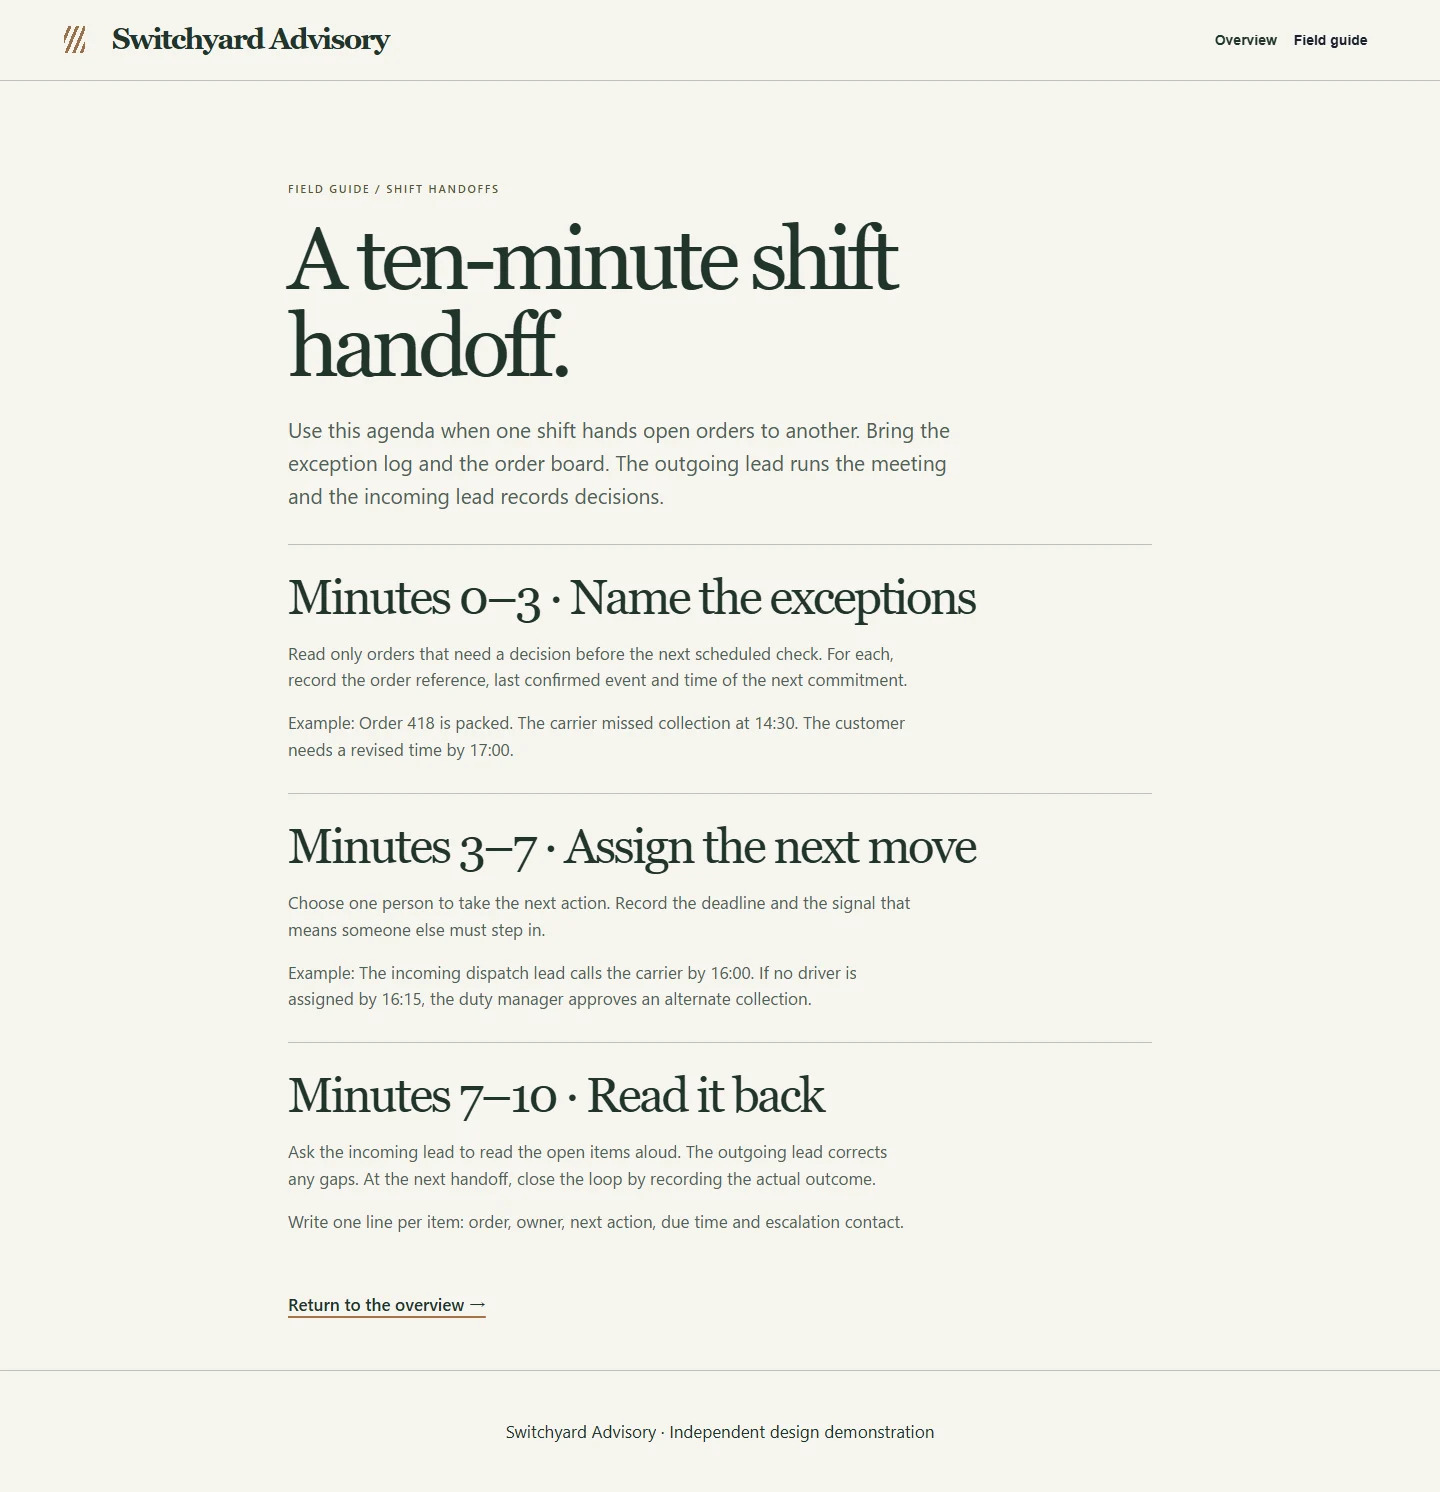 Switchyard Advisory
Overview Field guide
FIELD GUIDE / SHIFT HANDOFFS
A ten-minute shift
handoff.
Use this agenda when one shift hands open orders to another. Bring the
exception log and the order board. The outgoing lead runs the meeting
and the incoming lead records decisions.
Minutes 0–3 · Name the exceptions
Read only orders that need a decision before the next scheduled check. For each,
record the order reference, last confirmed event and time of the next commitment.
Example: Order 418 is packed. The carrier missed collection at 14:30. The customer
needs a revised time by 17:00.
Minutes 3–7 · Assign the next move
Choose one person to take the next action. Record the deadline and the signal that
means someone else must step in.
Example: The incoming dispatch lead calls the carrier by 16:00. If no driver is
assigned by 16:15, the duty manager approves an alternate collection.
Minutes 7–10 · Read it back
Ask the incoming lead to read the open items aloud. The outgoing lead corrects
any gaps. At the next handoff, close the loop by recording the actual outcome.
Write one line per item: order, owner, next action, due time and escalation contact.
Return to the overview →
Switchyard Advisory · Independent design demonstration